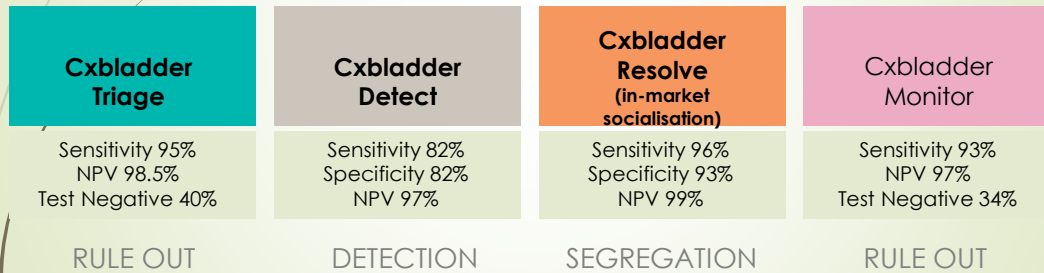 Cxbladder
Triage
Sensitivity 95%
NPV 98.5%
Test Negative 40%
RULE OUT
Cxbladder
Detect
Sensitivity 82%
Specificity 82%
NPV 97%
DETECTION
Cxbladder
Resolve
(in-market
socialisation)
Sensitivity 96%
Specificity 93%
NPV 99%
SEGREGATION
Cxbladder
Monitor
Sensitivity 93%
NPV 97%
Test Negative 34%
RULE OUT